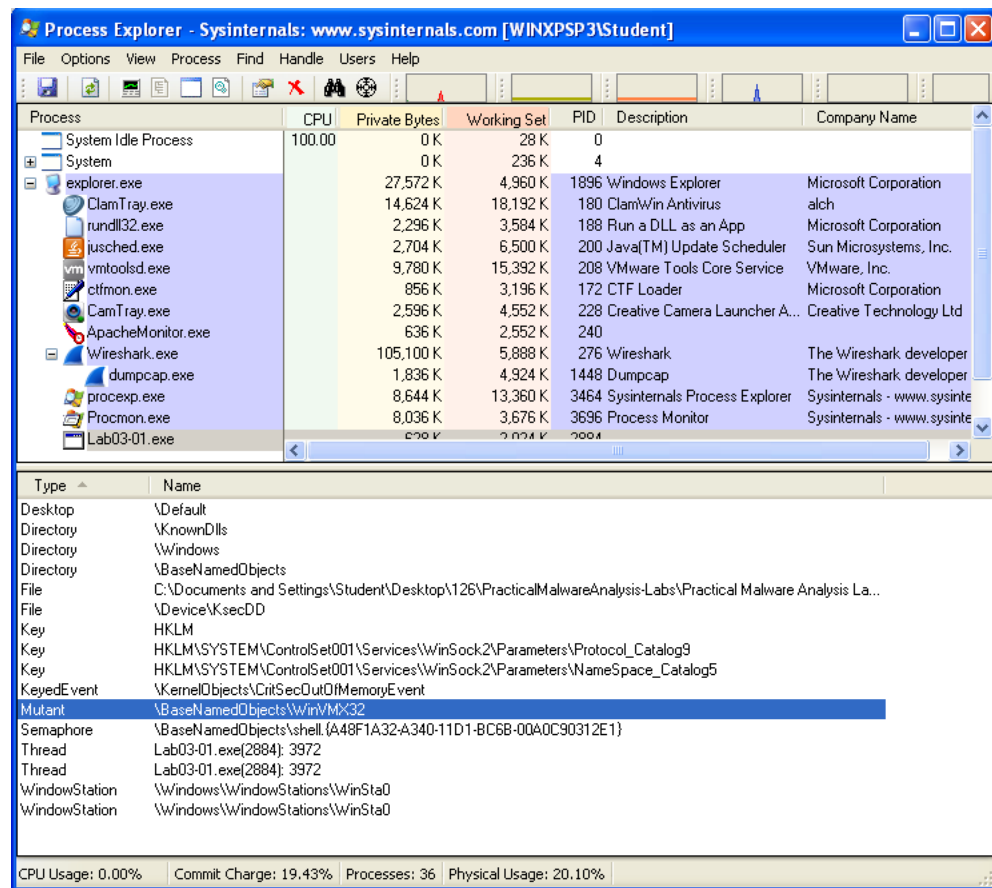 Process Explorer - Sysinternals: www.sysinternals.com [WINXPSP3\Student]
File Options View Process Find Handle Users Help
Process CPU Private Bytes Working Set PID Description Company Name
System Idle Process 100.00 0 K 28 K 0
System 0 K 236 K 4
explorer.exe 27,572 K 4,960 K 1896 Windows Explorer Microsoft Corporation
ClamTray.exe 14,624 K 18,192 K 180 ClamWin Antivirus alch
rundll32.exe 2,296 K 3,584 K 188 Run a DLL as an App Microsoft Corporation
jusched.exe 2,704 K 6,500 K 200 Java(TM) Update Scheduler Sun Microsystems, Inc.
vm vmtoolsd.exe 9,780 K 15,392 K 208 VMware Tools Core Service VMware, Inc.
ctfmon.exe 856 K 3,196 K 172 CTF Loader Microsoft Corporation
CamTray.exe 2,596 K 4,552 K 228 Creative Camera Launcher A... Creative Technology Ltd
ApacheMonitor.exe 636 K 2,552 K 240
Wireshark.exe 105,100 K 5,888 K 276 Wireshark The Wireshark developer
dumpcap.exe 1,836 K 4,924 K 1448 Dumpcap The Wireshark developer
procexp.exe 8,644 K 13,360 K 3464 Sysinternals Process Explorer Sysinternals - www.sysinte
Procmon.exe 8,036 K 3,676 K 3696 Process Monitor Sysinternals - www.sysinte
Lab03-01.exe 628 K 2,024 K 2884
Type Name
Desktop \Default
Directory \KnownDlls
Directory \Windows
Directory \BaseNamedObjects
File C:\Documents and Settings\Student\Desktop\126\PracticalMalwareAnalysis-Labs\Practical Malware Analysis La...
File \Device\KsecDD
Key HKLM
Key HKLM\SYSTEM\ControlSet001\Services\WinSock2\Parameters\Protocol_Catalog9
Key HKLM\SYSTEM\ControlSet001\Services\WinSock2\Parameters\NameSpace_Catalog5
KeyedEvent \KernelObjects\CritSecOutOfMemoryEvent
Mutant \BaseNamedObjects\WinVMX32
Semaphore \BaseNamedObjects\shell.{A48F1A32-A340-11D1-BC6B-00A0C90312E1}
Thread Lab03-01.exe(2884): 3972
Thread Lab03-01.exe(2884): 3972
WindowStation \Windows\WindowStations\WinSta0
WindowStation \Windows\WindowStations\WinSta0
CPU Usage: 0.00% Commit Charge: 19.43% Processes: 36 Physical Usage: 20.10%